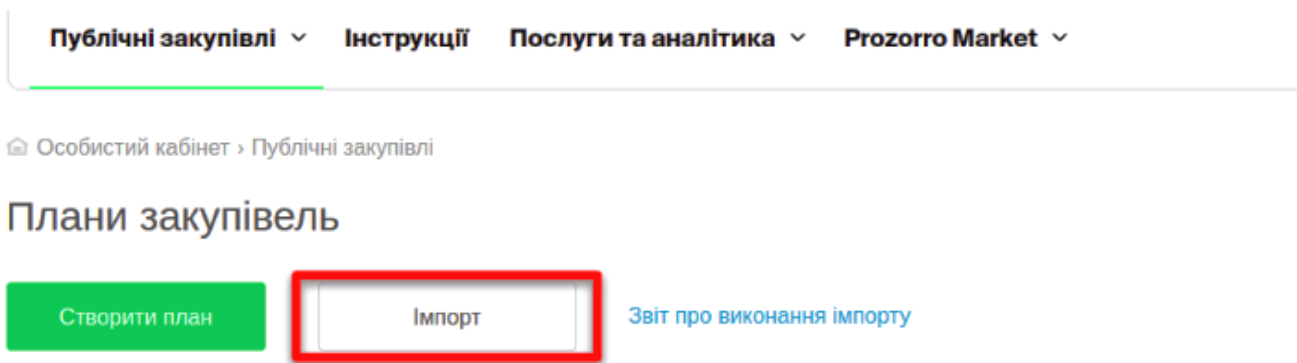 Публічні закупівлі Інструкції Послуги та аналітика Prozorro Market
Особистий кабінет › Публічні закупівлі
Плани закупівель
Створити план Імпорт Звіт про виконання імпорту